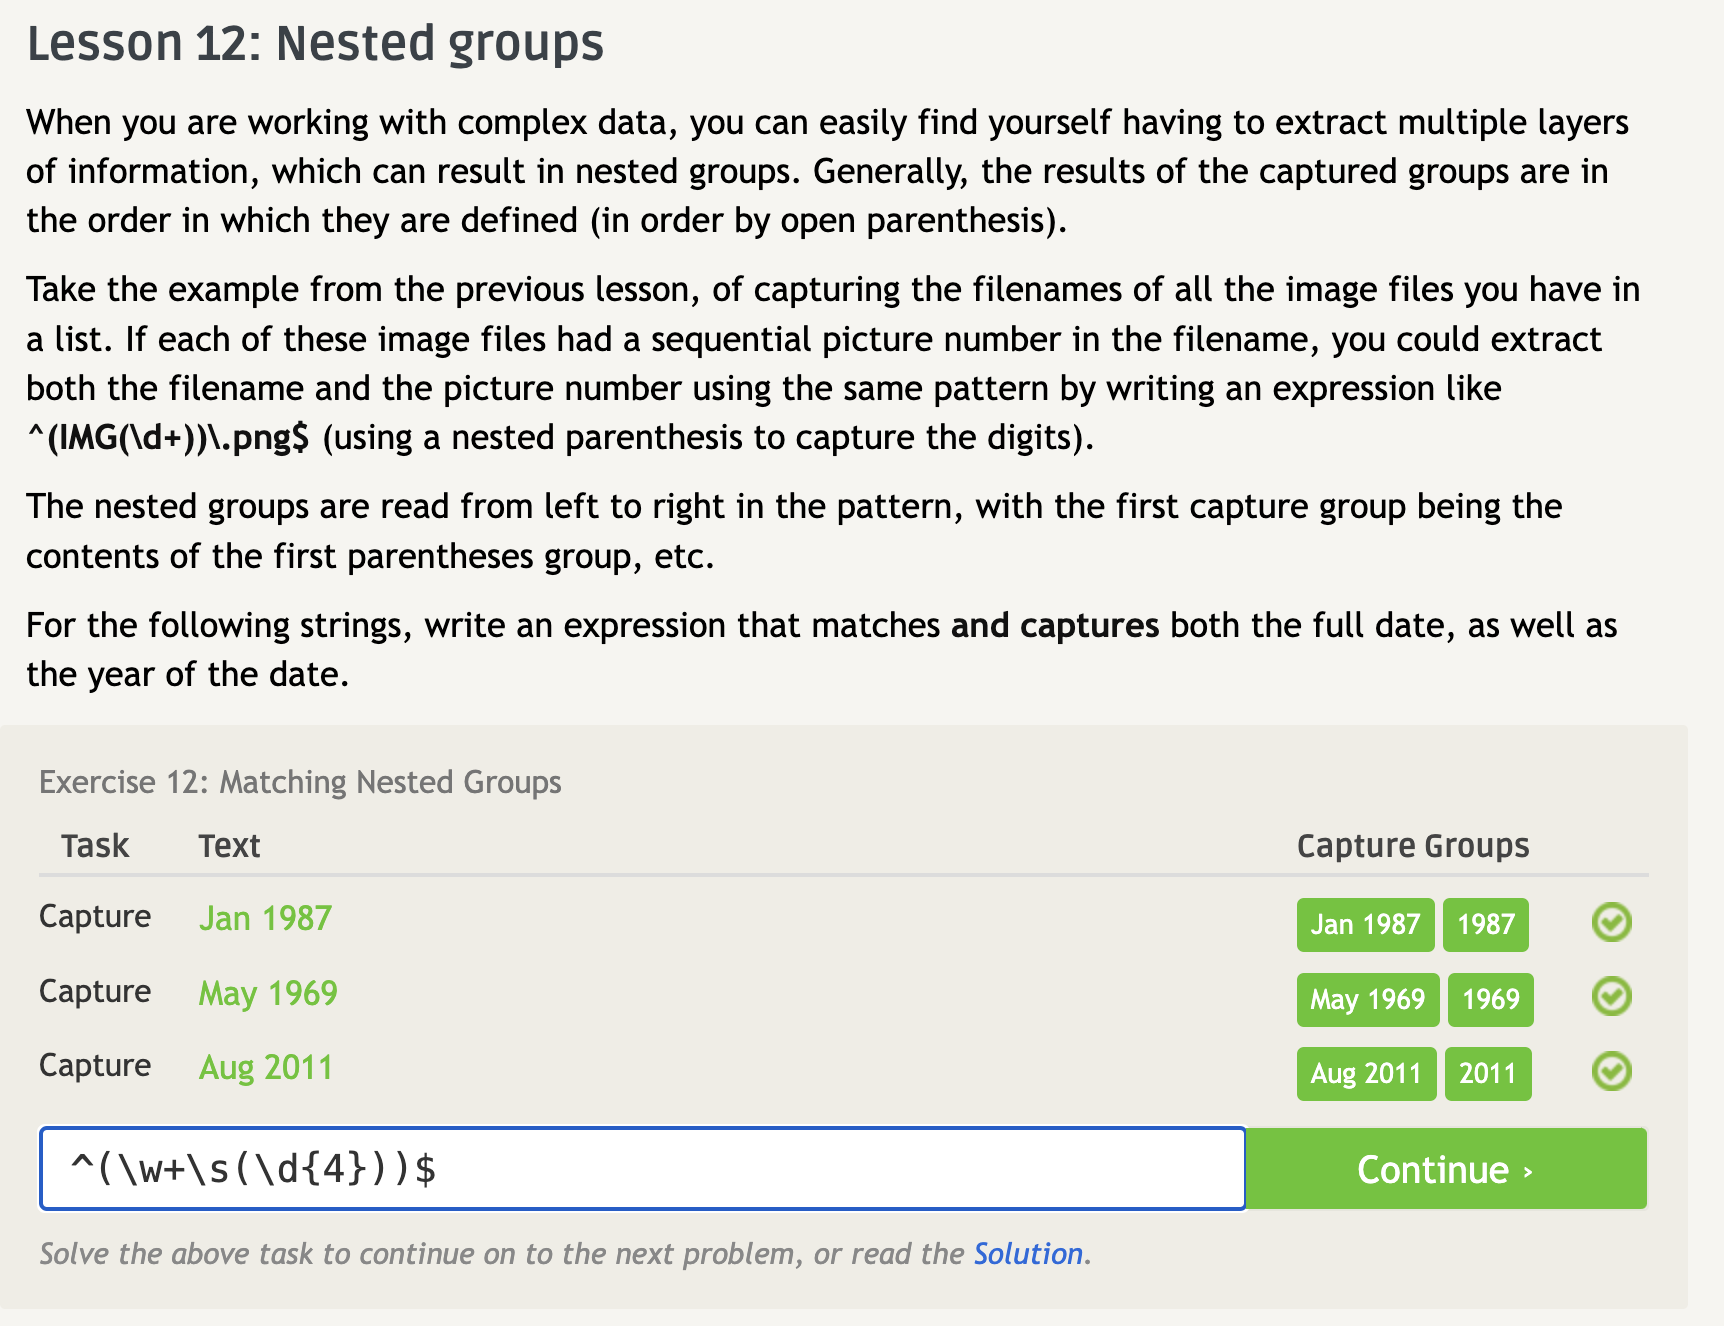 Lesson 12: Nested groups
When you are working with complex data, you can easily find yourself having to extract multiple layers
of information, which can result in nested groups. Generally, the results of the captured groups are in
the order in which they are defined (in order by open parenthesis).
Take the example from the previous lesson, of capturing the filenames of all the image files you have in
a list. If each of these image files had a sequential picture number in the filename, you could extract
both the filename and the picture number using the same pattern by writing an expression like
^(IMG(\d+))\.png$ (using a nested parenthesis to capture the digits).
The nested groups are read from left to right in the pattern, with the first capture group being the
contents of the first parentheses group, etc.
For the following strings, write an expression that matches and captures both the full date, as well as
the year of the date.
Exercise 12: Matching Nested Groups
Task Text Capture Groups
Capture Jan 1987 Jan 1987 1987
Capture May 1969 May 1969 1969
Capture Aug 2011 Aug 2011 2011
^(\w+\s(\d{4}))$ Continue ›
Solve the above task to continue on to the next problem, or read the Solution.